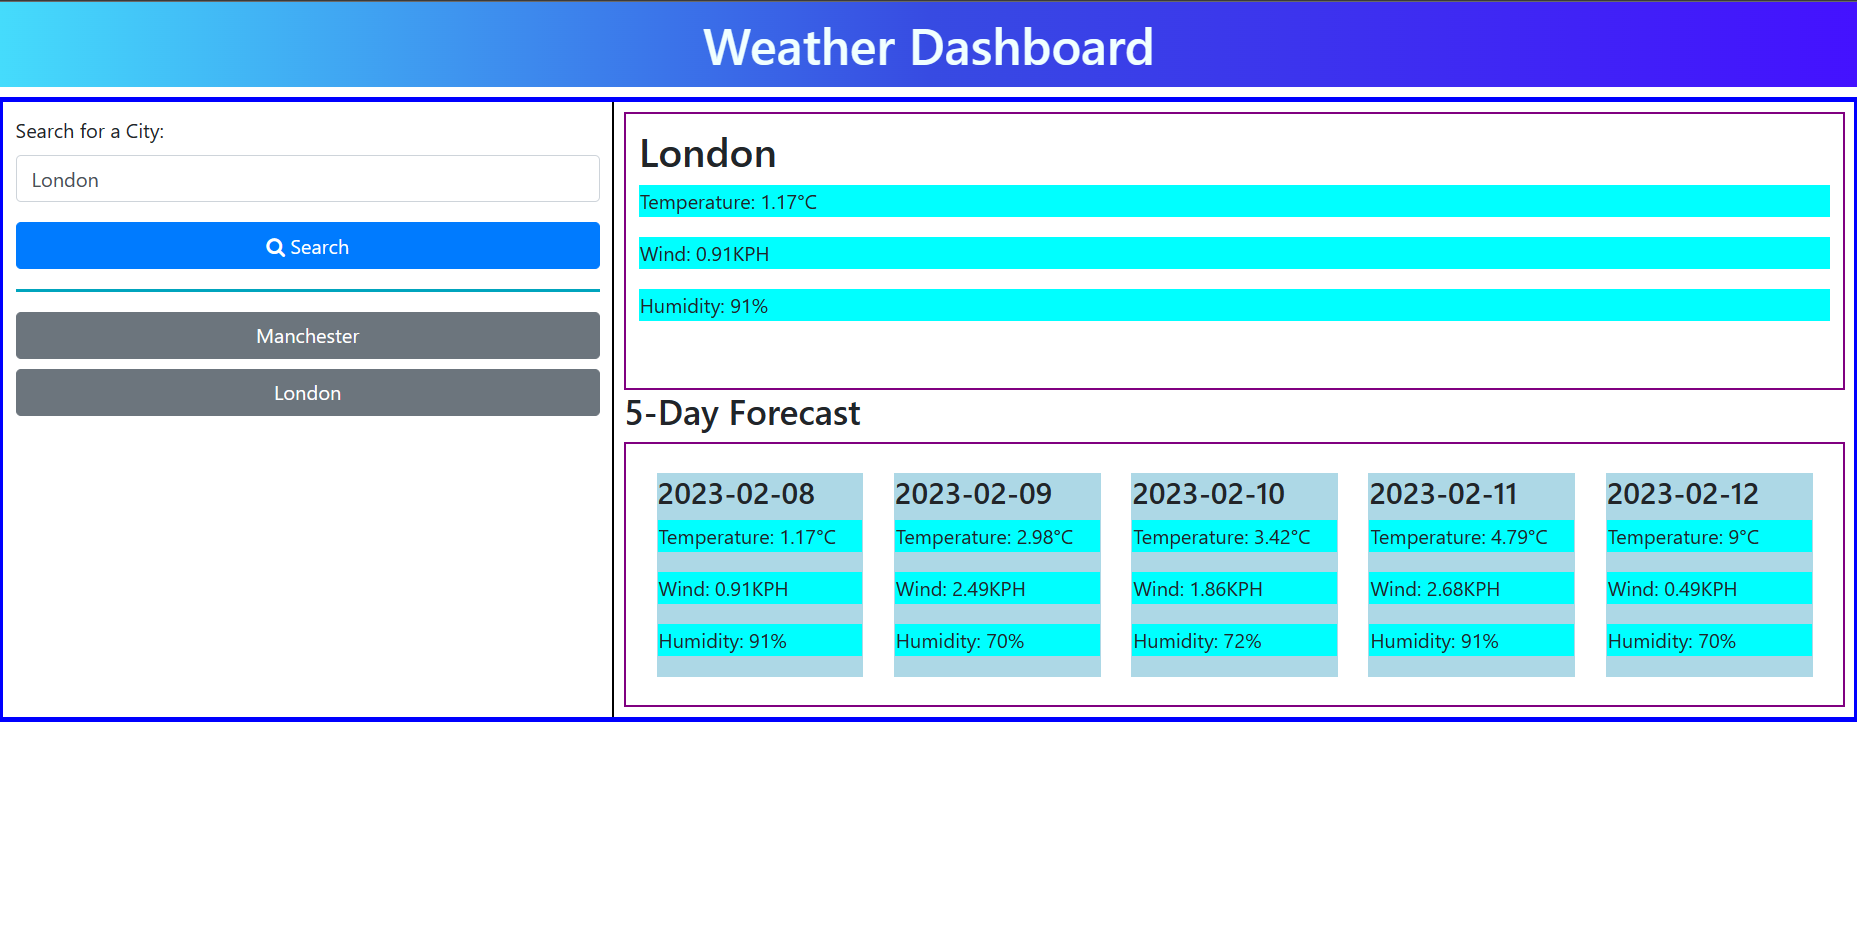 Weather Dashboard
Search for a City:
London
Search
Manchester
London
London
Temperature: 1.17°C
Wind: 0.91KPH
Humidity: 91%
5-Day Forecast
2023-02-08
Temperature: 1.17°C
Wind: 0.91KPH
Humidity: 91%
2023-02-09
Temperature: 2.98°C
Wind: 2.49KPH
Humidity: 70%
2023-02-10
Temperature: 3.42°C
Wind: 1.86KPH
Humidity: 72%
2023-02-11
Temperature: 4.79°C
Wind: 2.68KPH
Humidity: 91%
2023-02-12
Temperature: 9°C
Wind: 0.49KPH
Humidity: 70%